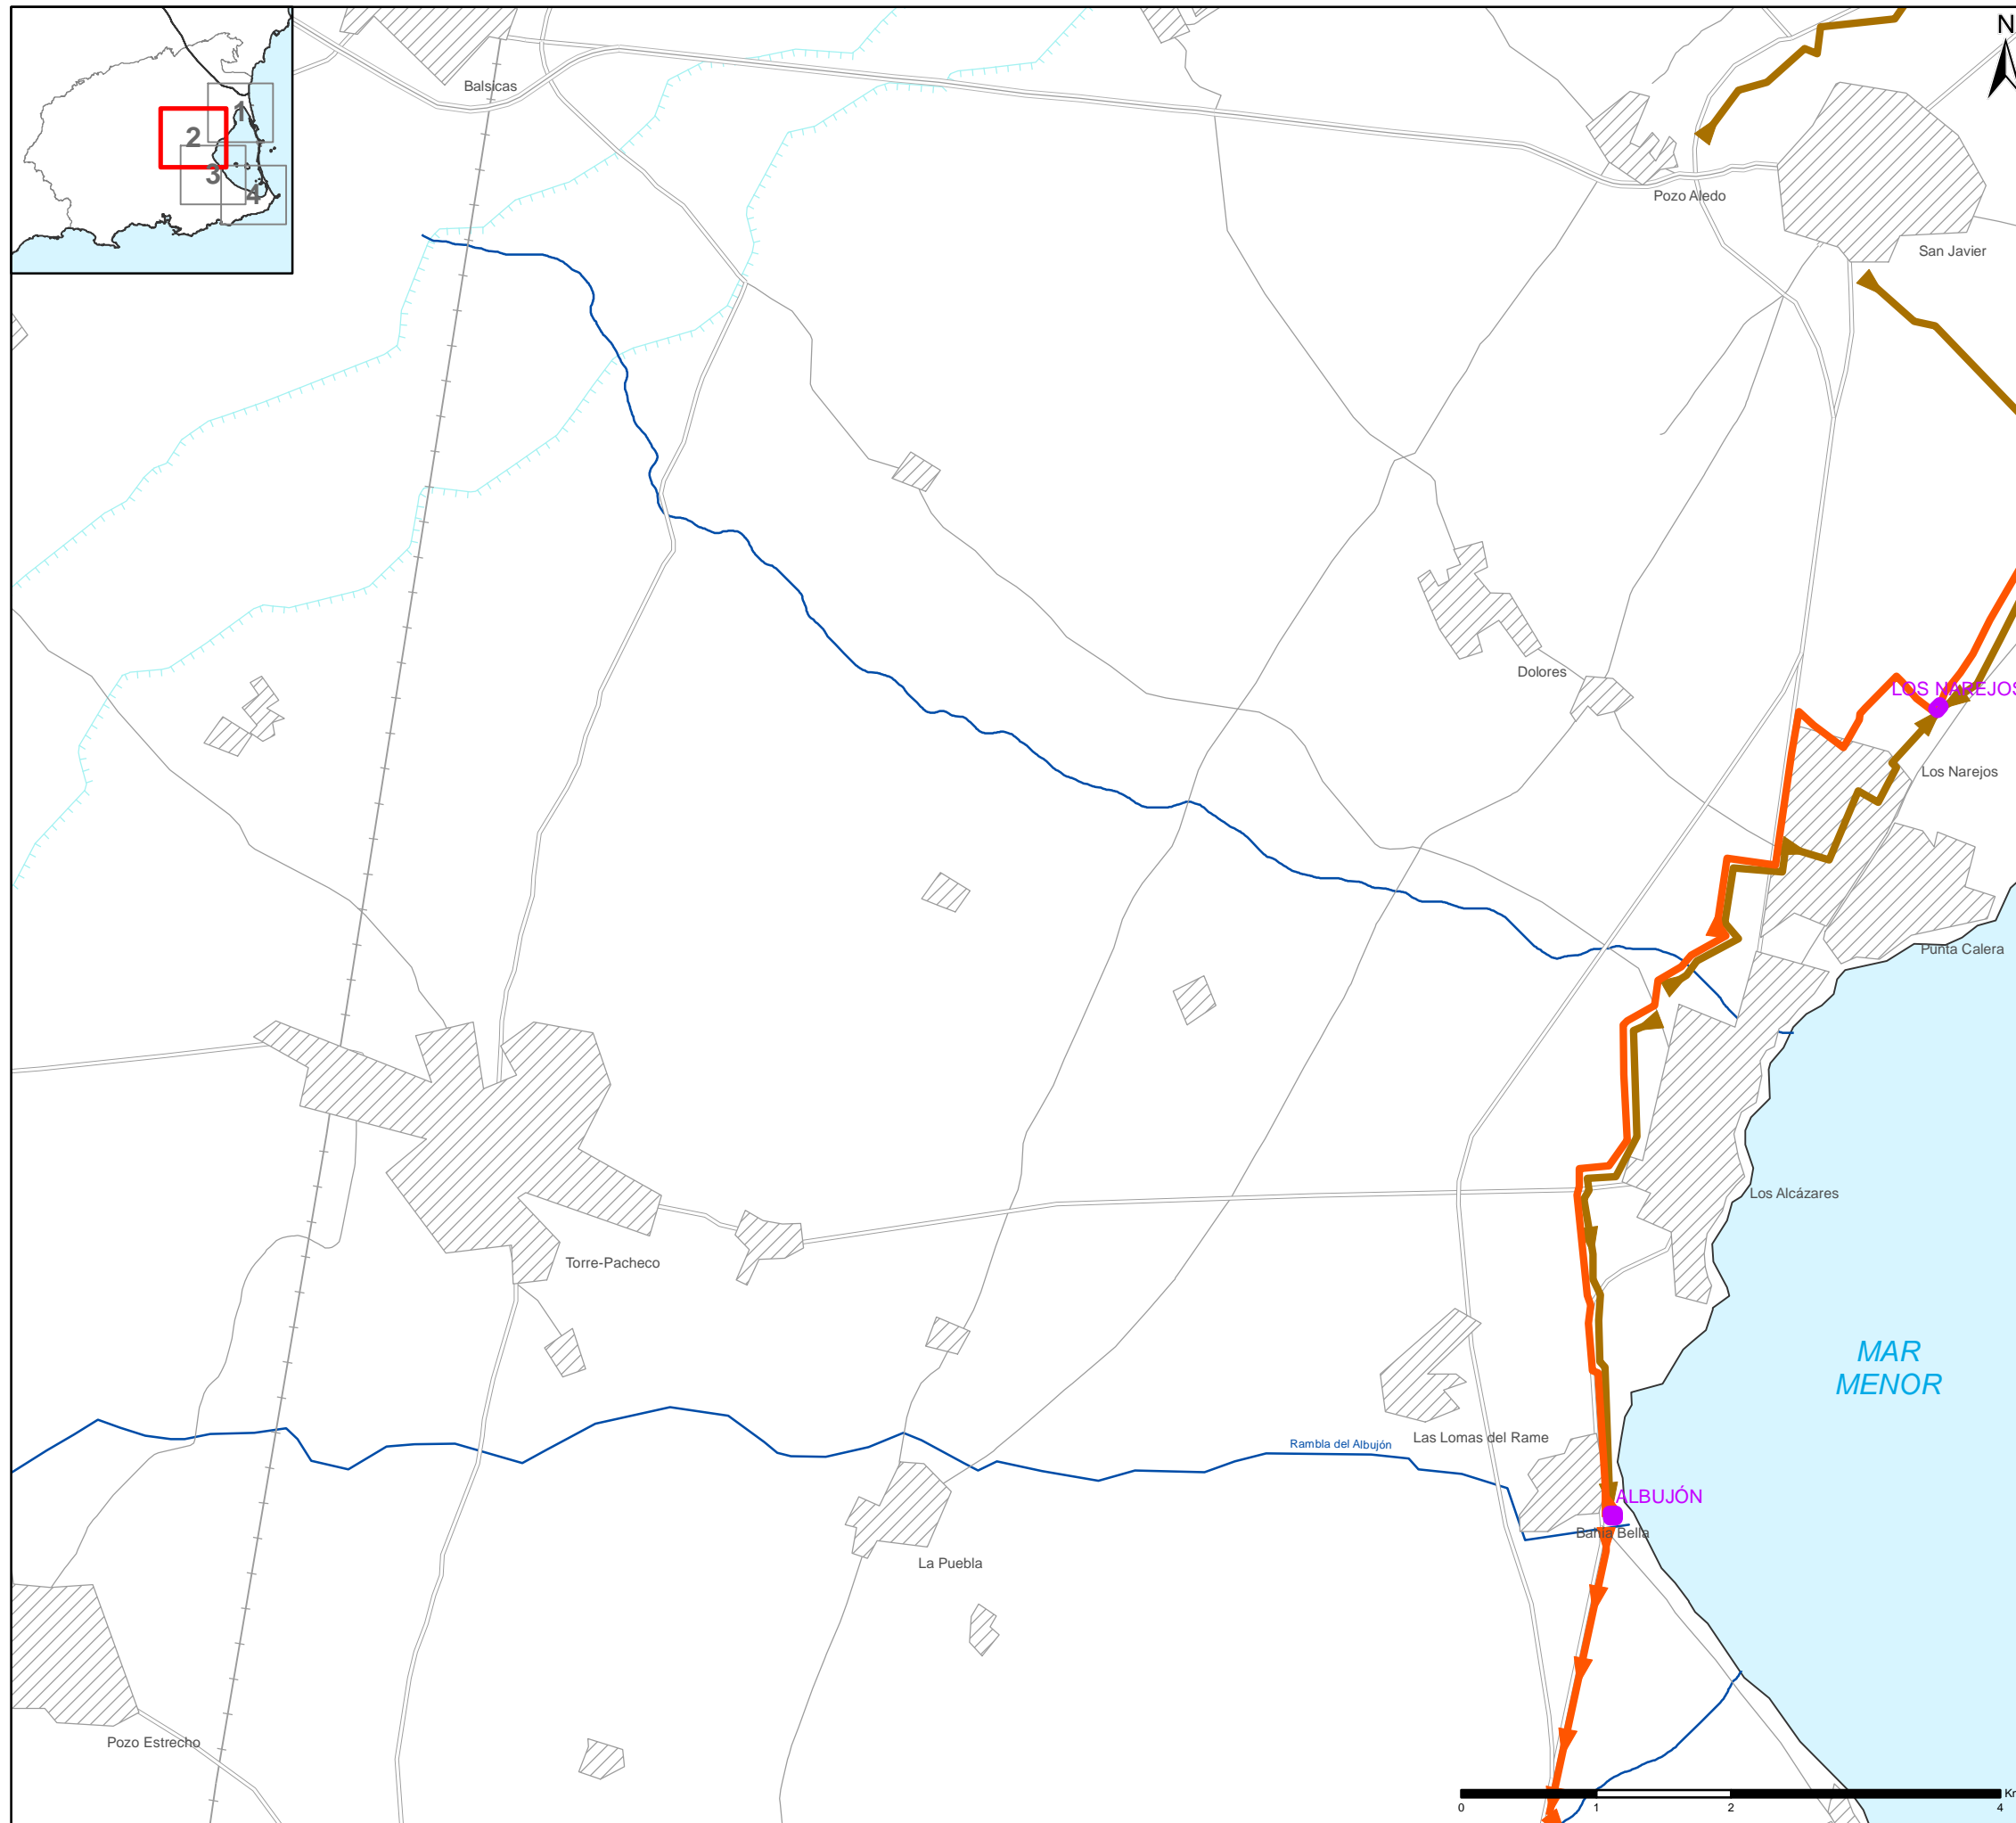 N
Balsicas
1
2
3
4
Pozo Aledo
San Javier
Dolores
LOS NAREJOS
Los Narejos
Punta Calera
Los Alcázares
Torre-Pacheco
MAR
MENOR
Las Lomas del Rame
Rambla del Albujón
ALBUJÓN
Bahía Bella
La Puebla
Pozo Estrecho
Km
0 1 2 4